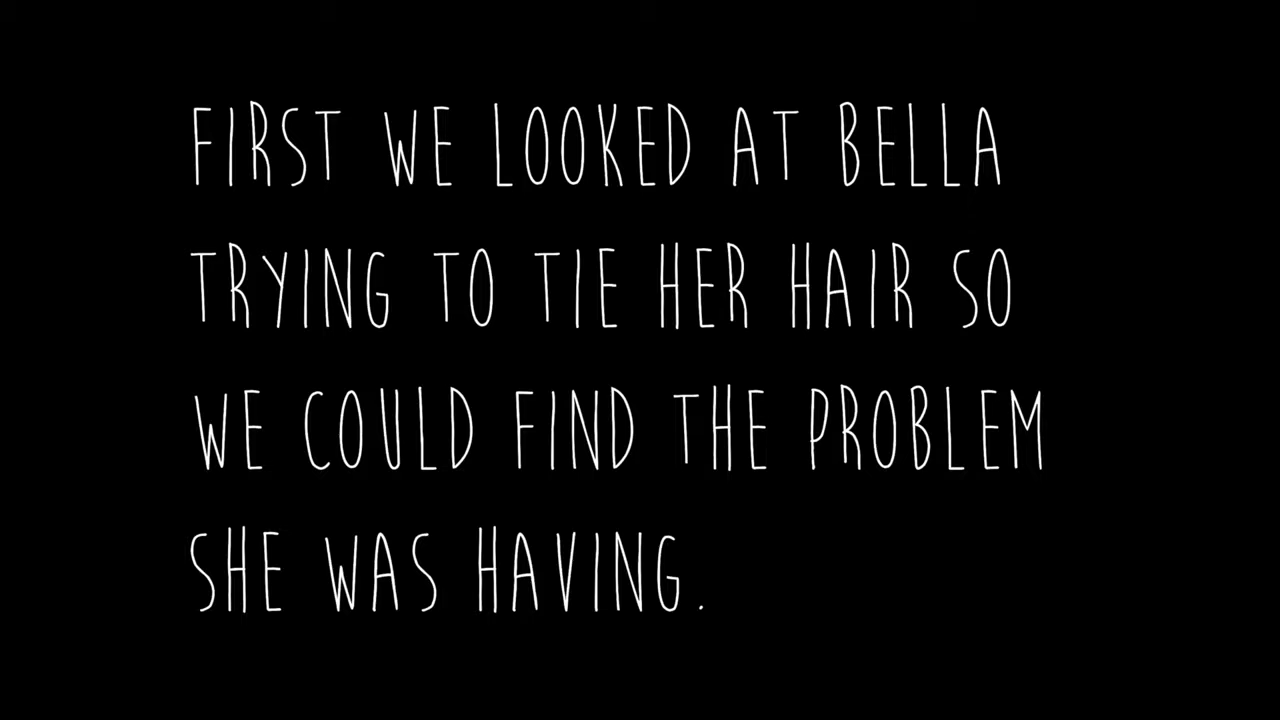 FIRST WE LOOKED AT BELLA
TRYING TO TIE HER HAIR SO
WE COULD FIND THE PROBLEM
SHE WAS HAVING.